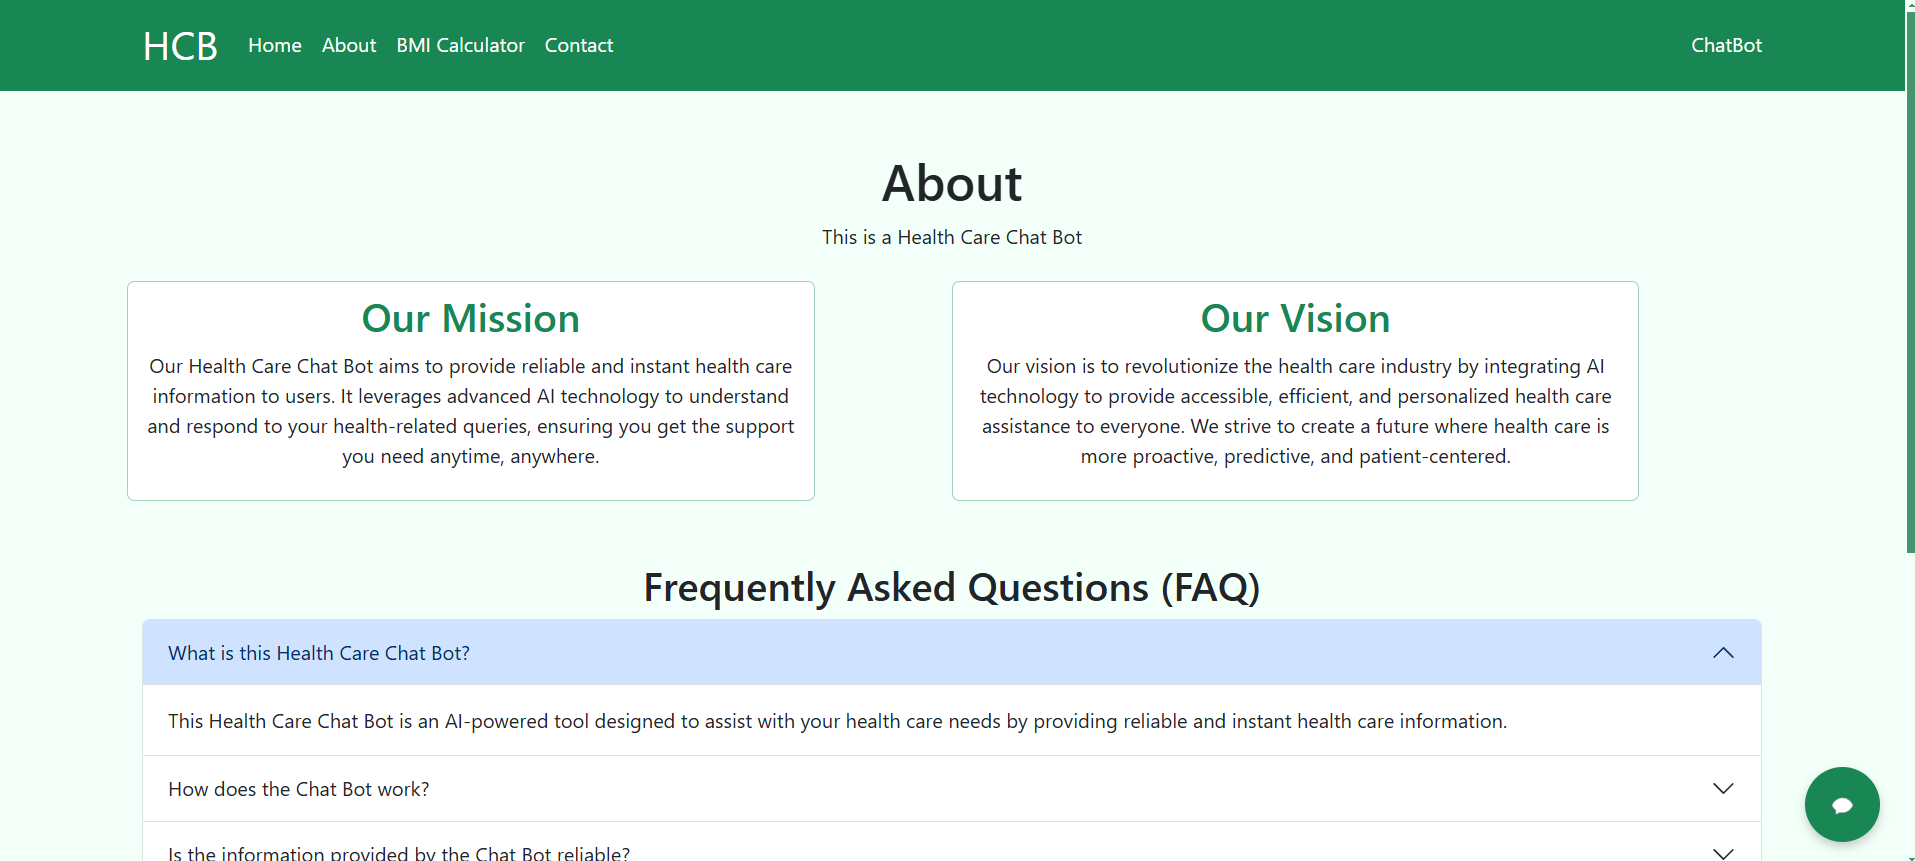 HCB Home About BMI Calculator Contact ChatBot
About
This is a Health Care Chat Bot
Our Mission
Our Health Care Chat Bot aims to provide reliable and instant health care
information to users. It leverages advanced AI technology to understand
and respond to your health-related queries, ensuring you get the support
you need anytime, anywhere.
Our Vision
Our vision is to revolutionize the health care industry by integrating AI
technology to provide accessible, efficient, and personalized health care
assistance to everyone. We strive to create a future where health care is
more proactive, predictive, and patient-centered.
Frequently Asked Questions (FAQ)
What is this Health Care Chat Bot?
This Health Care Chat Bot is an AI-powered tool designed to assist with your health care needs by providing reliable and instant health care information.
How does the Chat Bot work?
Is the information provided by the Chat Bot reliable?